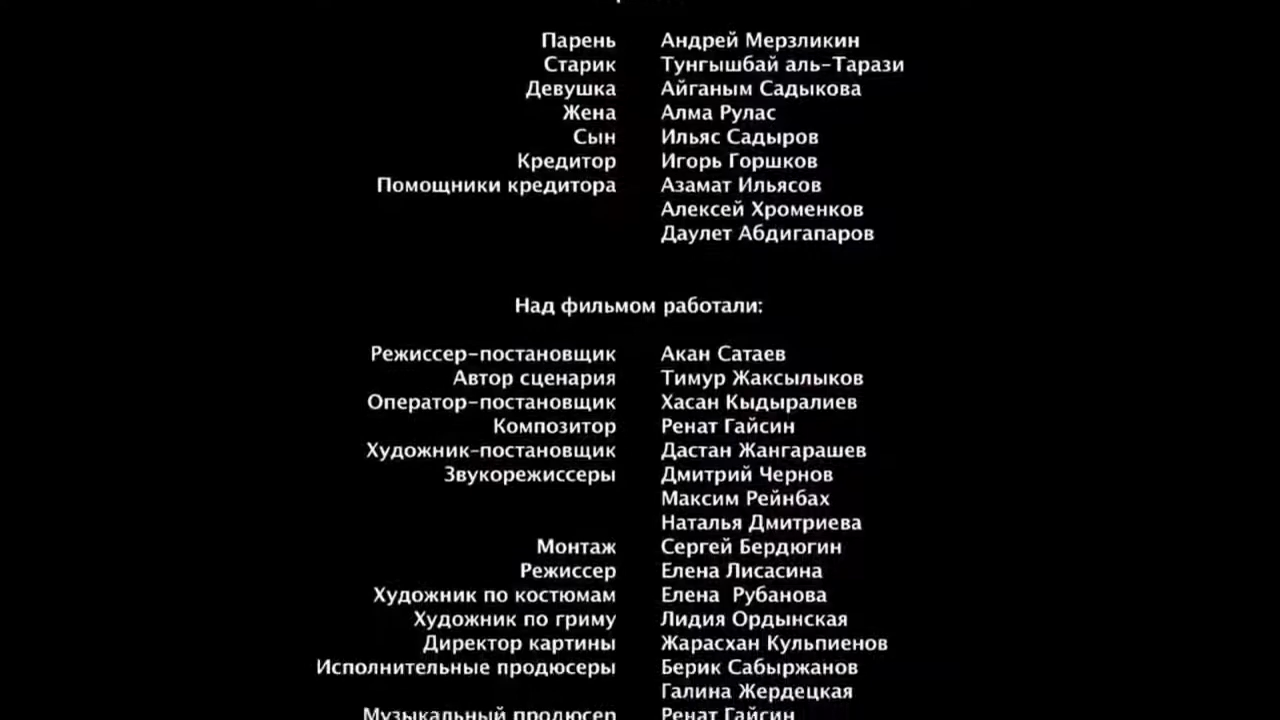 Парень Андрей Мерзликин
Старик Тунгышбай аль-Тарази
Девушка Айганым Садыкова
Жена Алма Рулас
Сын Ильяс Садыров
Кредитор Игорь Горшков
Помощники кредитора Азамат Ильясов
Алексей Хроменков
Даулет Абдигапаров
Над фильмом работали:
Режиссер-постановщик Акан Сатаев
Автор сценария Тимур Жаксылыков
Оператор-постановщик Хасан Кыдыралиев
Композитор Ренат Гайсин
Художник-постановщик Дастан Жангарашев
Звукорежиссеры Дмитрий Чернов
Максим Рейнбах
Наталья Дмитриева
Монтаж Сергей Бердюгин
Режиссер Елена Лисасина
Художник по костюмам Елена Рубанова
Художник по гриму Лидия Ордынская
Директор картины Жарасхан Кульпиенов
Исполнительные продюсеры Берик Сабыржанов
Галина Жердецкая
Музыкальный продюсер Ренат Гайсин